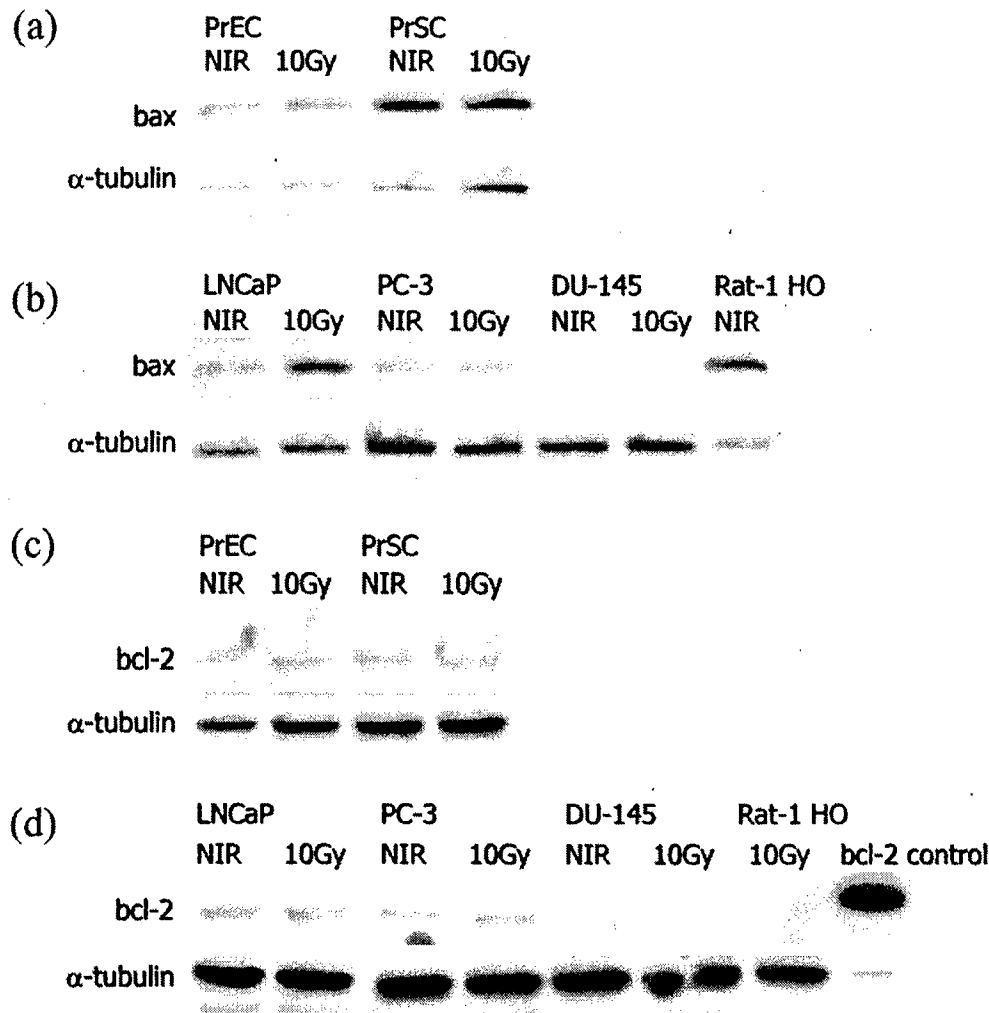 (a)
PrEC PrSC
NIR 10Gy NIR 10Gy
bax
α-tubulin
(b)
LNCaP PC-3 DU-145 Rat-1 HO
NIR 10Gy NIR 10Gy NIR 10Gy NIR
bax
α-tubulin
(c)
PrEC PrSC
NIR 10Gy NIR 10Gy
bcl-2
α-tubulin
(d)
LNCaP PC-3 DU-145 Rat-1 HO
NIR 10Gy NIR 10Gy NIR 10Gy 10Gy bcl-2 control
bcl-2
α-tubulin